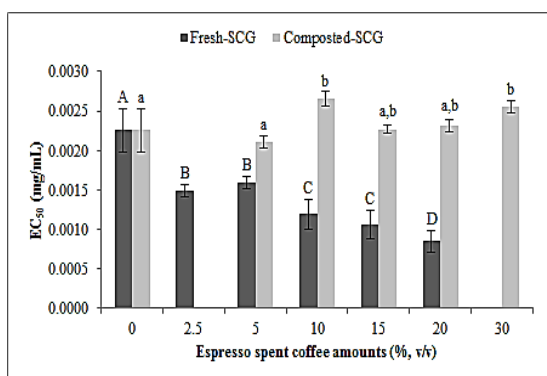 Fresh-SCG Composted-SCG
0.0030
0.0025
0.0020
0.0015
0.0010
0.0005
0.0000
EC50 (mg/mL)
A a B B a C b C a,b D a,b b
0 2.5 5 10 15 20 30
Espresso spent coffee amounts (%, v/v)